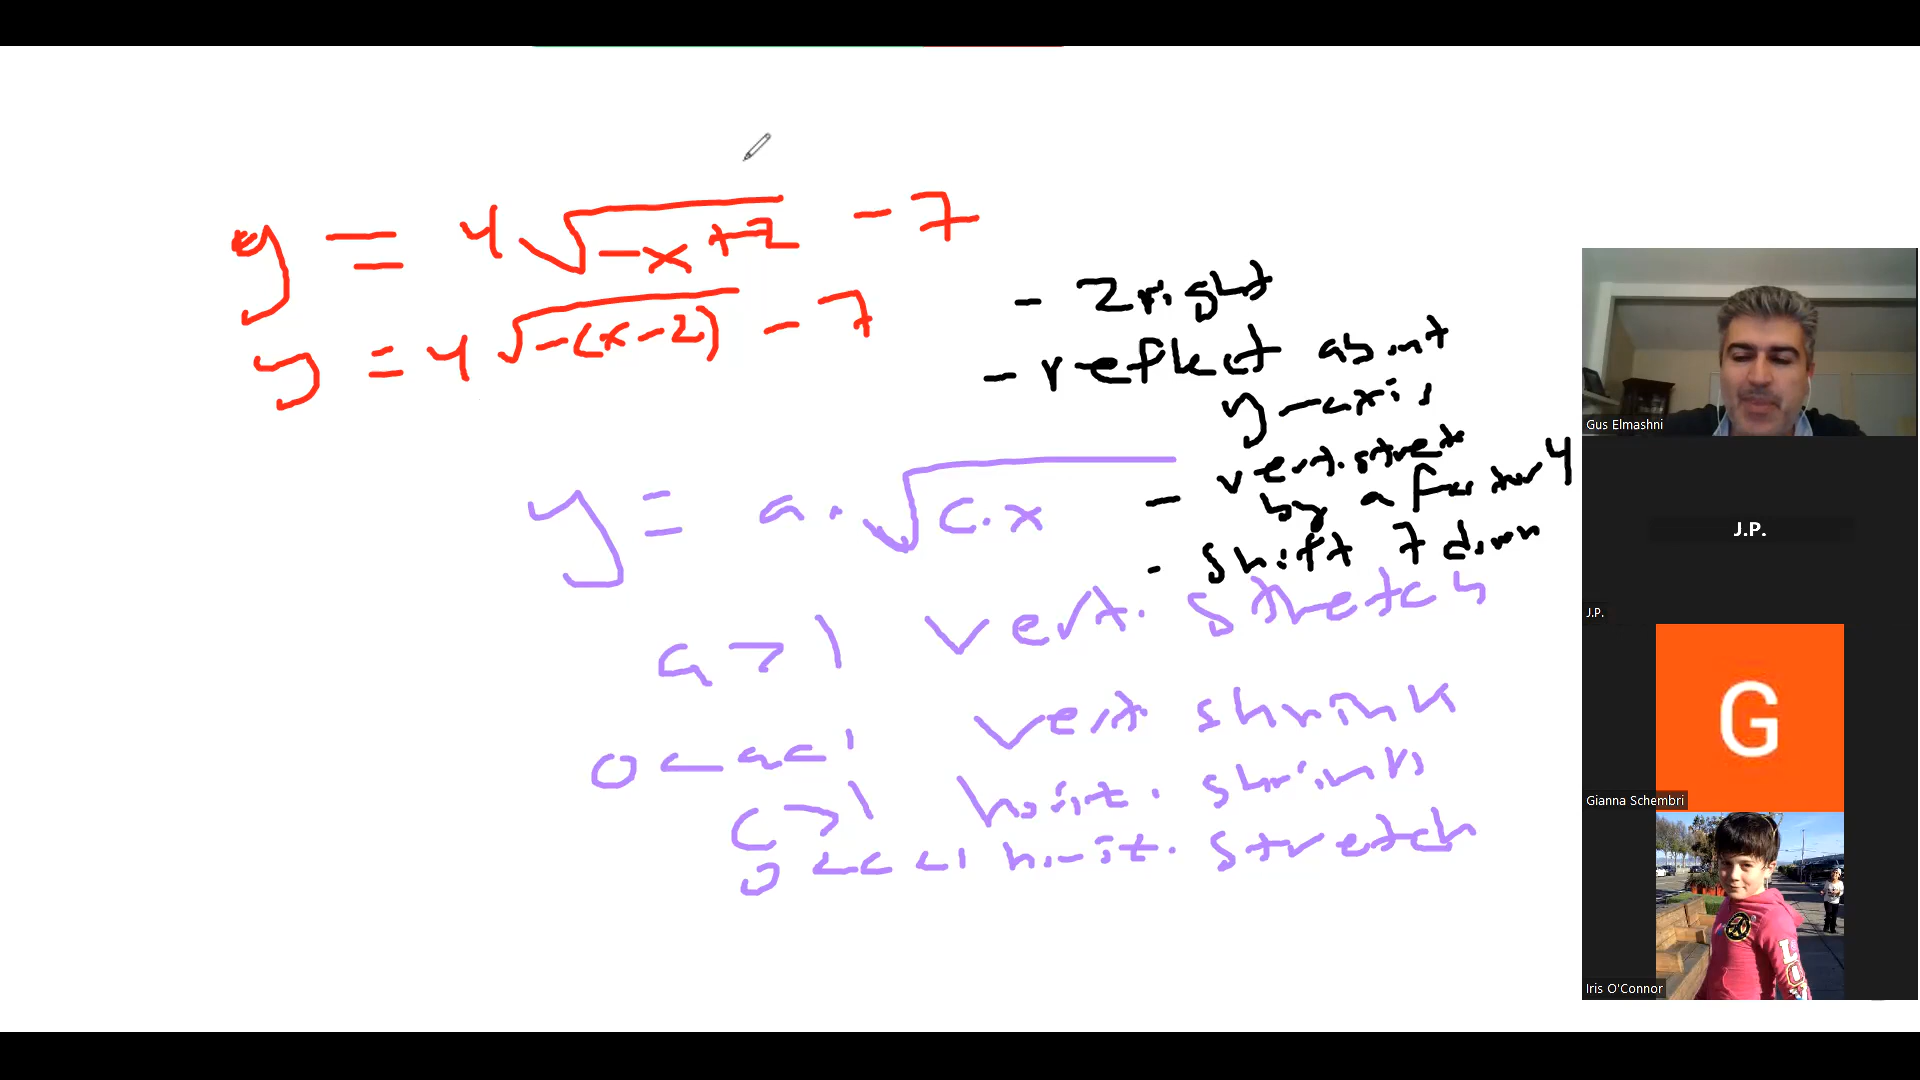 y = 4√(-x+2) - 7
y = 4√(-(x-2)) - 7
- 2 right
- reflect about
y-axis
- vert. stretch
by a factor 4
- shift 7 down
y = a · √(c·x)
a > 1 vert. stretch
0 < a < 1 vert shrink
c > 1 horiz. shrink
0 < c < 1 horiz. stretch
Gus Elmashni
J.P.
J.P.
G
Gianna Schembri
Iris O'Connor